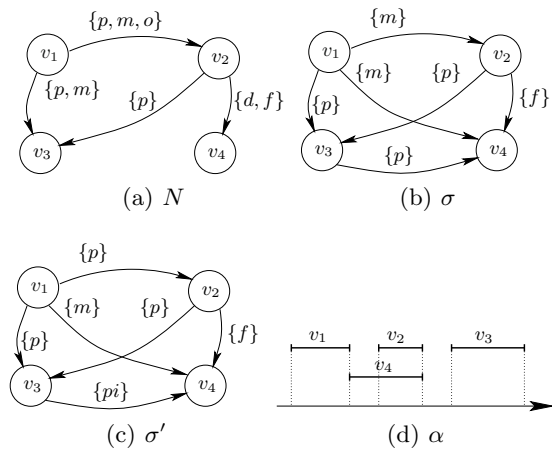 {p, m, o}
v1
v2
{p, m}
{p}
{d, f}
v3
v4
(a) N
{m}
v1
v2
{m}
{p}
{p}
{f}
v3
v4
{p}
(b) σ
{p}
v1
v2
{m}
{p}
{p}
{f}
v3
v4
{pi}
(c) σ′
v1
v2
v3
v4
(d) α